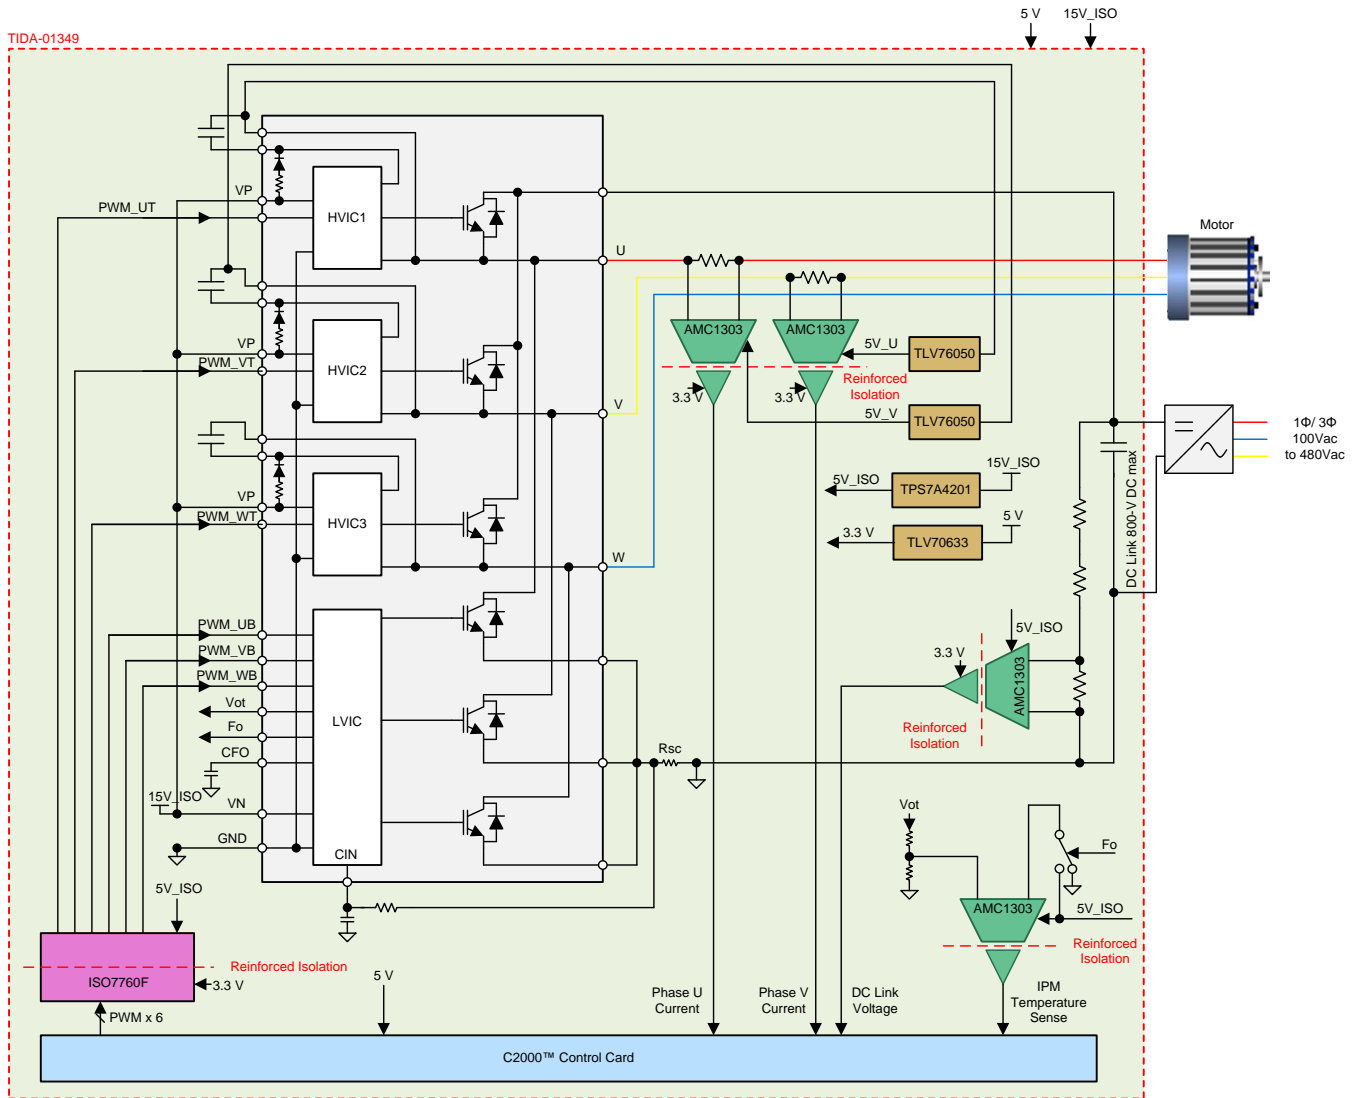 5 V
15V_ISO
TIDA-01349
VP
PWM_UT
HVIC1
U
Motor
VP
PWM_VT
HVIC2
V
AMC1303
AMC1303
5V_U
TLV76050
Reinforced
Isolation
3.3 V
3.3 V
5V_V
TLV76050
1Φ/ 3Φ
100Vac
to 480Vac
DC Link 800-V DC max
VP
PWM_WT
HVIC3
W
15V_ISO
5V_ISO
TPS7A4201
5 V
3.3 V
TLV70633
PWM_UB
PWM_VB
PWM_WB
Vot
Fo
CFO
LVIC
15V_ISO
VN
GND
CIN
Rsc
5V_ISO
3.3 V
AMC1303
Reinforced
Isolation
Vot
Fo
AMC1303
5V_ISO
Reinforced
Isolation
5V_ISO
Reinforced Isolation
ISO7760F
3.3 V
PWM x 6
5 V
Phase U
Current
Phase V
Current
DC Link
Voltage
IPM
Temperature
Sense
C2000™ Control Card